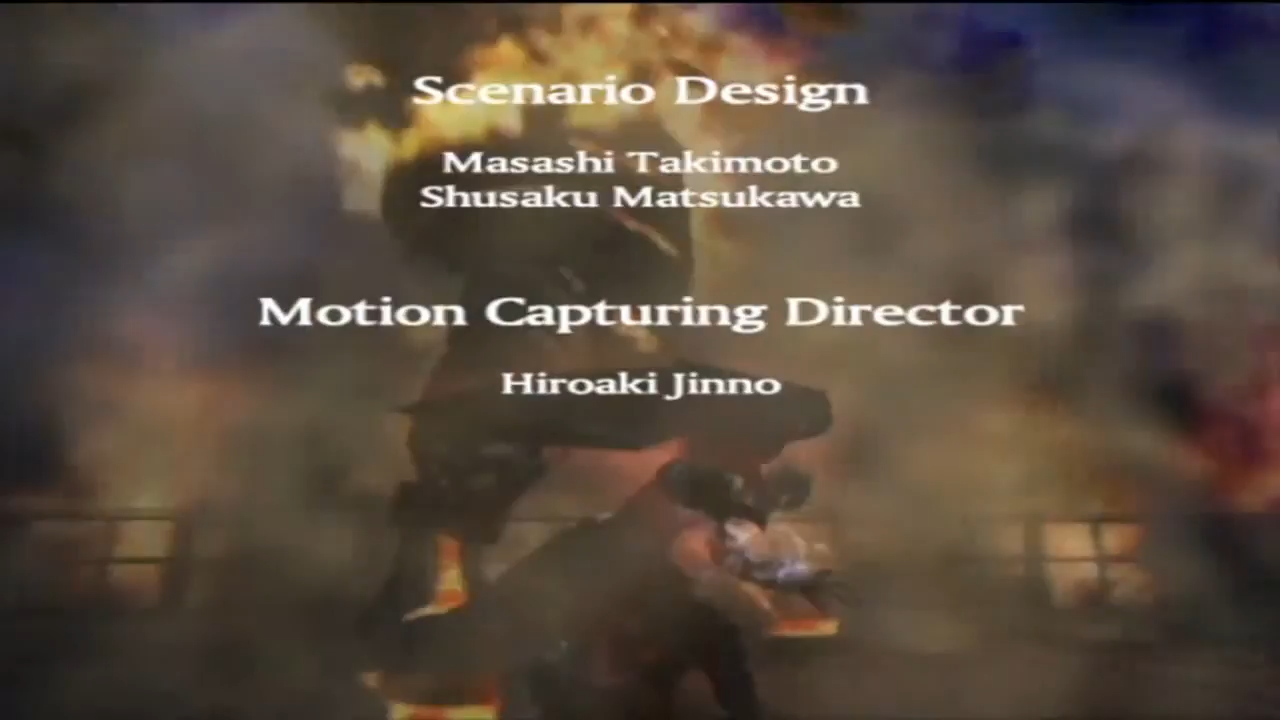 Scenario Design
Masashi Takimoto
Shusaku Matsukawa
Motion Capturing Director
Hiroaki Jinno